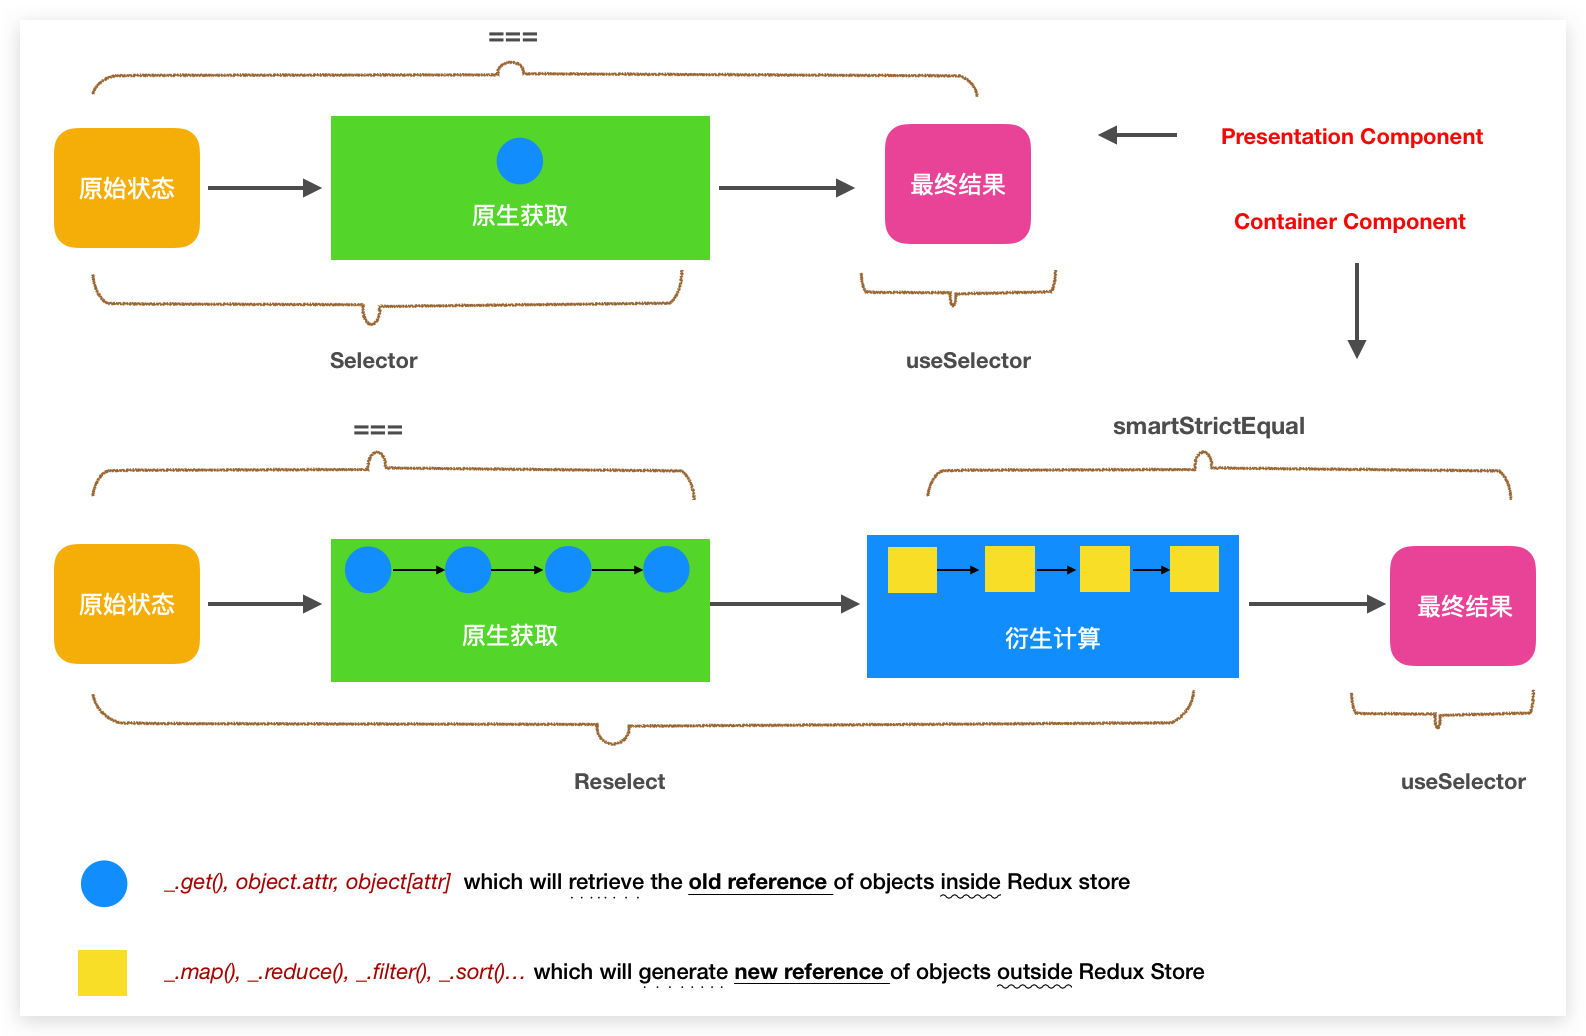 ===
原始状态
原生获取
最终结果
Presentation Component
Container Component
Selector
useSelector
===
smartStrictEqual
原始状态
原生获取
衍生计算
最终结果
Reselect
useSelector
_.get(), object.attr, object[attr] which will retrieve the old reference of objects inside Redux store
_.map(), _.reduce(), _.filter(), _.sort()... which will generate new reference of objects outside Redux Store